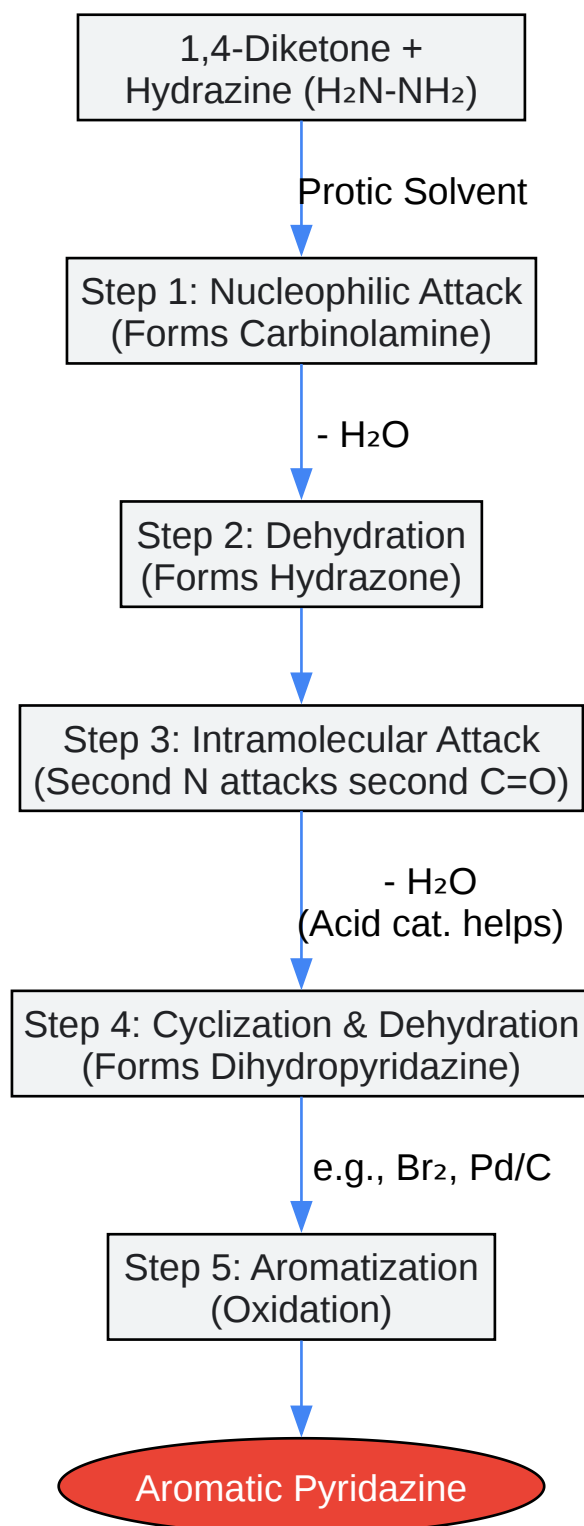 1,4-Diketone +
Hydrazine (H₂N-NH₂)
Protic Solvent
Step 1: Nucleophilic Attack
(Forms Carbinolamine)
- H₂O
Step 2: Dehydration
(Forms Hydrazone)
Step 3: Intramolecular Attack
(Second N attacks second C=O)
- H₂O
(Acid cat. helps)
Step 4: Cyclization & Dehydration
(Forms Dihydropyridazine)
e.g., Br₂, Pd/C
Step 5: Aromatization
(Oxidation)
Aromatic Pyridazine